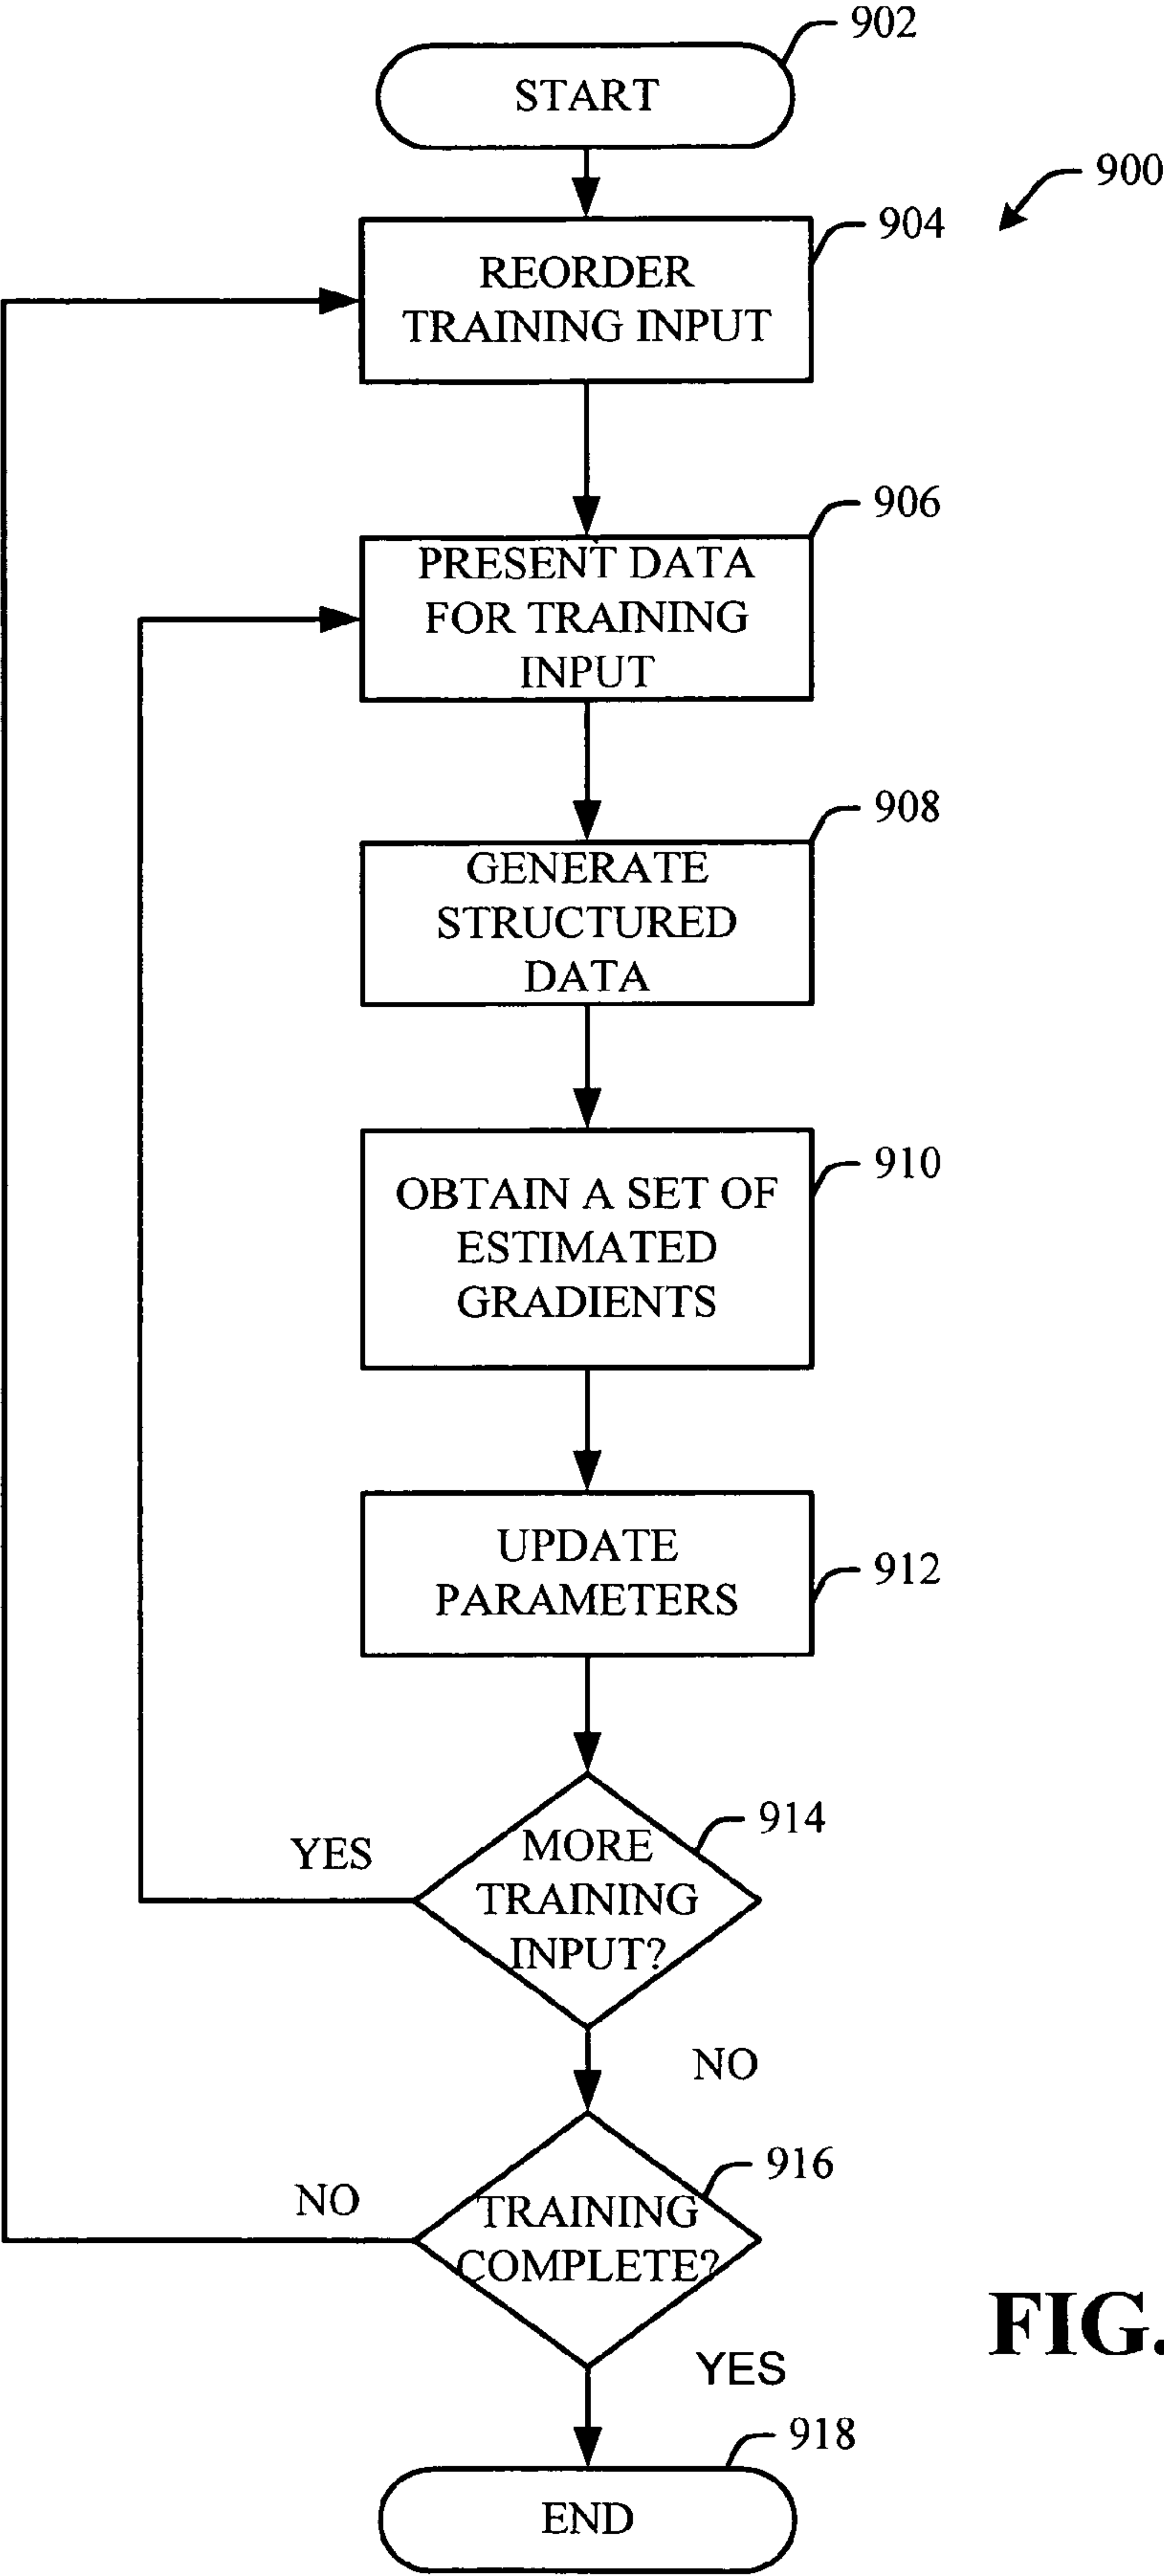 902
START
900
904
REORDER
TRAINING INPUT
906
PRESENT DATA
FOR TRAINING
INPUT
908
GENERATE
STRUCTURED
DATA
910
OBTAIN A SET OF
ESTIMATED
GRADIENTS
912
UPDATE
PARAMETERS
914
YES
MORE
TRAINING
INPUT?
NO
916
NO
TRAINING
COMPLETE?
FIG.
YES
918
END